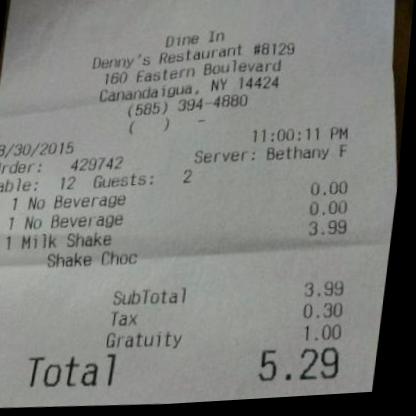 Dine In
Denny's Restaurant #8129
160 Eastern Boulevard
Canandaigua, NY 14424
(585) 394-4880
( ) -
8/30/2015 11:00:11 PM
rder: 429742 Server: Bethany F
able: 12 Guests: 2
1 No Beverage 0.00
1 No Beverage 0.00
1 Milk Shake 3.99
Shake Choc
SubTotal 3.99
Tax 0.30
Gratuity 1.00
Total 5.29